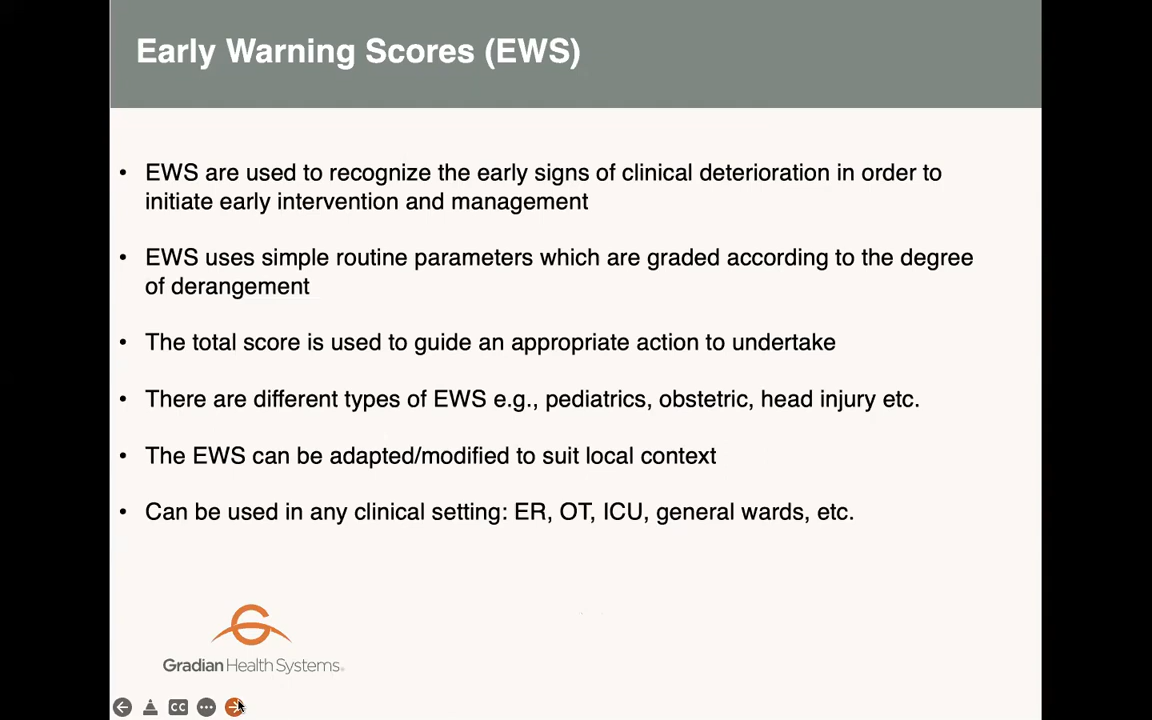 Early Warning Scores (EWS)
• EWS are used to recognize the early signs of clinical deterioration in order to
initiate early intervention and management
• EWS uses simple routine parameters which are graded according to the degree
of derangement
• The total score is used to guide an appropriate action to undertake
• There are different types of EWS e.g., pediatrics, obstetric, head injury etc.
• The EWS can be adapted/modified to suit local context
• Can be used in any clinical setting: ER, OT, ICU, general wards, etc.
Gradian Health Systems
CC